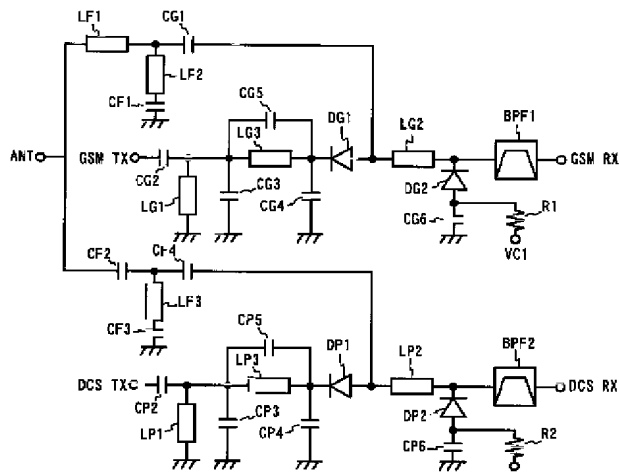 LF1
CG1
LF2
CF1
CG5
DG1
BPF1
LG3
LG2
ANT
GSM TX
GSM RX
CG2
CG3
DG2
LG1
CG4
CG6
R1
VC1
CF2
CF4
LF3
CF3
CP5
DP1
BPF2
LP3
LP2
DCS TX
DCS RX
CP2
CP3
DP2
LP1
CP4
CP6
R2